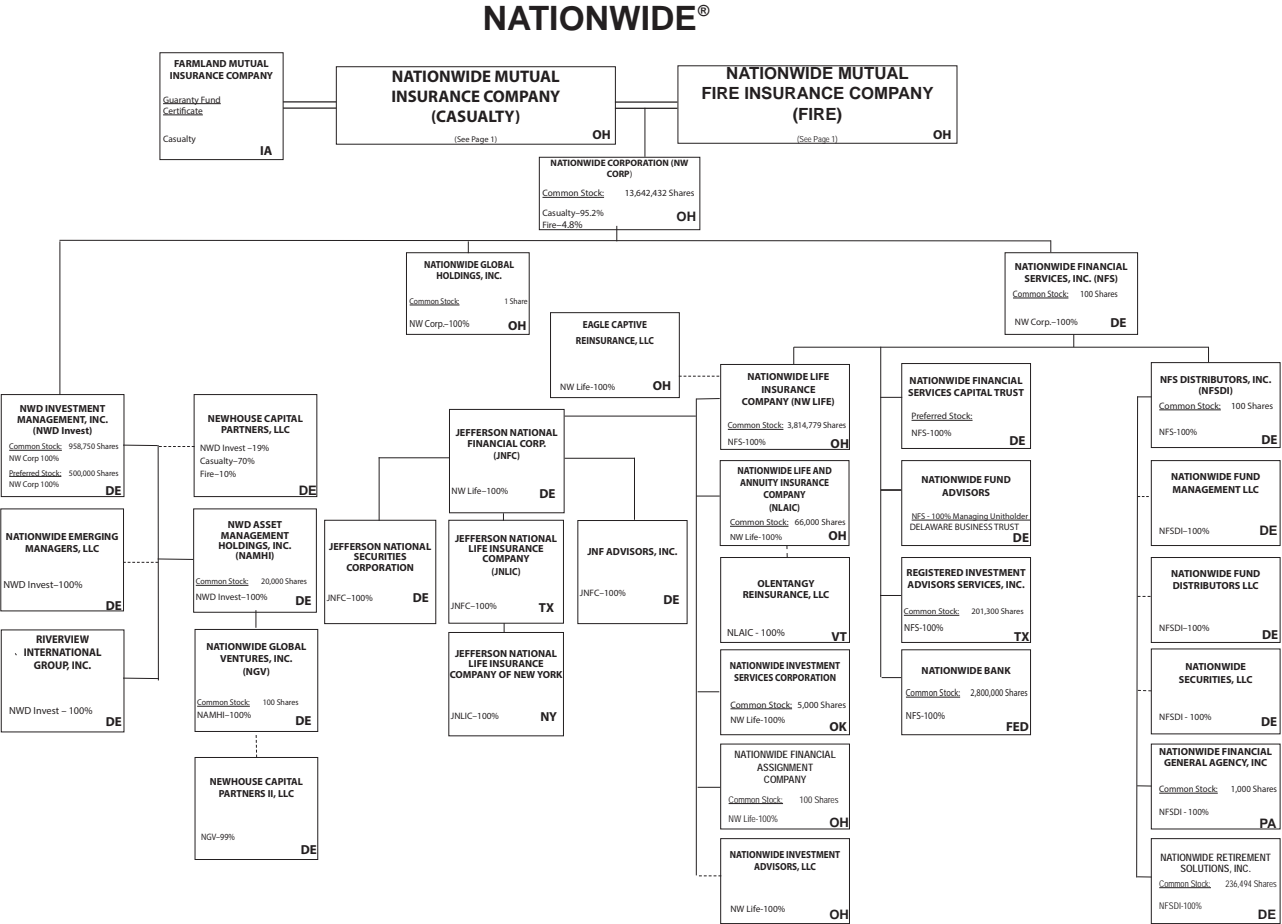 NATIONWIDE®
FARMLAND MUTUAL
INSURANCE COMPANY
Guaranty Fund
Certificate
Casualty
IA
NATIONWIDE MUTUAL
INSURANCE COMPANY
(CASUALTY)
(See Page 1)
OH
NATIONWIDE MUTUAL
FIRE INSURANCE COMPANY
(FIRE)
(See Page 1)
OH
NATIONWIDE CORPORATION (NW
CORP)
Common Stock: 13,642,432 Shares
Casualty–95.2%
Fire–4.8%
OH
NATIONWIDE GLOBAL
HOLDINGS, INC.
Common Stock: 1 Share
NW Corp.–100%
OH
NATIONWIDE FINANCIAL
SERVICES, INC. (NFS)
Common Stock: 100 Shares
NW Corp.–100%
DE
EAGLE CAPTIVE
REINSURANCE, LLC
NW Life-100%
OH
NWD INVESTMENT
MANAGEMENT, INC.
(NWD Invest)
Common Stock: 958,750 Shares
NW Corp 100%
Preferred Stock: 500,000 Shares
NW Corp 100%
DE
NEWHOUSE CAPITAL
PARTNERS, LLC
NWD Invest –19%
Casualty–70%
Fire–10%
DE
NATIONWIDE EMERGING
MANAGERS, LLC
NWD Invest–100%
DE
NWD ASSET
MANAGEMENT
HOLDINGS, INC.
(NAMHI)
Common Stock: 20,000 Shares
NWD Invest–100%
DE
RIVERVIEW
INTERNATIONAL
GROUP, INC.
NWD Invest – 100%
DE
NATIONWIDE GLOBAL
VENTURES, INC.
(NGV)
Common Stock: 100 Shares
NAMHI–100%
DE
NEWHOUSE CAPITAL
PARTNERS II, LLC
NGV–99%
DE
JEFFERSON NATIONAL
FINANCIAL CORP.
(JNFC)
NW Life–100%
DE
JEFFERSON NATIONAL
SECURITIES
CORPORATION
JNFC–100%
DE
JEFFERSON NATIONAL
LIFE INSURANCE
COMPANY
(JNLIC)
JNFC–100%
TX
JNF ADVISORS, INC.
JNFC–100%
DE
JEFFERSON NATIONAL
LIFE INSURANCE
COMPANY OF NEW YORK
JNLIC–100%
NY
NATIONWIDE LIFE
INSURANCE
COMPANY (NW LIFE)
Common Stock: 3,814,779 Shares
NFS-100%
OH
NATIONWIDE LIFE AND
ANNUITY INSURANCE
COMPANY
(NLAIC)
Common Stock: 66,000 Shares
NW Life-100%
OH
OLENTANGY
REINSURANCE, LLC
NLAIC - 100%
VT
NATIONWIDE INVESTMENT
SERVICES CORPORATION
Common Stock: 5,000 Shares
NW Life-100%
OK
NATIONWIDE FINANCIAL
ASSIGNMENT
COMPANY
Common Stock: 100 Shares
NW Life-100%
OH
NATIONWIDE INVESTMENT
ADVISORS, LLC
NW Life-100%
OH
NATIONWIDE FINANCIAL
SERVICES CAPITAL TRUST
Preferred Stock:
NFS-100%
DE
NATIONWIDE FUND
ADVISORS
NFS - 100% Managing Unitholder
DELAWARE BUSINESS TRUST
DE
REGISTERED INVESTMENT
ADVISORS SERVICES, INC.
Common Stock: 201,300 Shares
NFS-100%
TX
NATIONWIDE BANK
Common Stock: 2,800,000 Shares
NFS-100%
FED
NFS DISTRIBUTORS, INC.
(NFSDI)
Common Stock: 100 Shares
NFS-100%
DE
NATIONWIDE FUND
MANAGEMENT LLC
NFSDI–100%
DE
NATIONWIDE FUND
DISTRIBUTORS LLC
NFSDI–100%
DE
NATIONWIDE
SECURITIES, LLC
NFSDI - 100%
DE
NATIONWIDE FINANCIAL
GENERAL AGENCY, INC
Common Stock: 1,000 Shares
NFSDI - 100%
PA
NATIONWIDE RETIREMENT
SOLUTIONS, INC.
Common Stock: 236,494 Shares
NFSDI-100%
DE